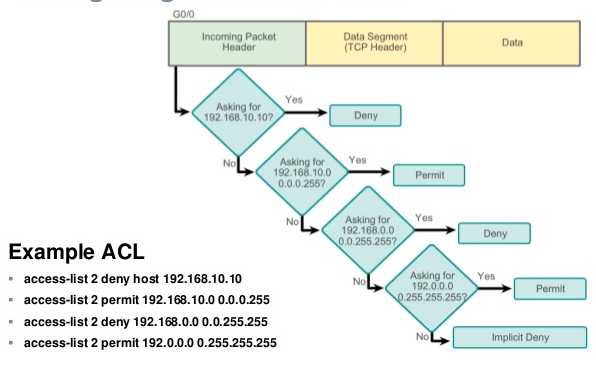 G0/0
Incoming Packet
Header
Data Segment
(TCP Header)
Data
Asking for
192.168.10.10?
Yes
Deny
No
Asking for
192.168.10.0
0.0.0.255?
Yes
Permit
No
Asking for
192.168.0.0
0.0.255.255?
Yes
Deny
No
Asking for
192.0.0.0
0.255.255.255?
Yes
Permit
No
Implicit Deny
Example ACL
▪ access-list 2 deny host 192.168.10.10
▪ access-list 2 permit 192.168.10.0 0.0.0.255
▪ access-list 2 deny 192.168.0.0 0.0.255.255
▪ access-list 2 permit 192.0.0.0 0.255.255.255